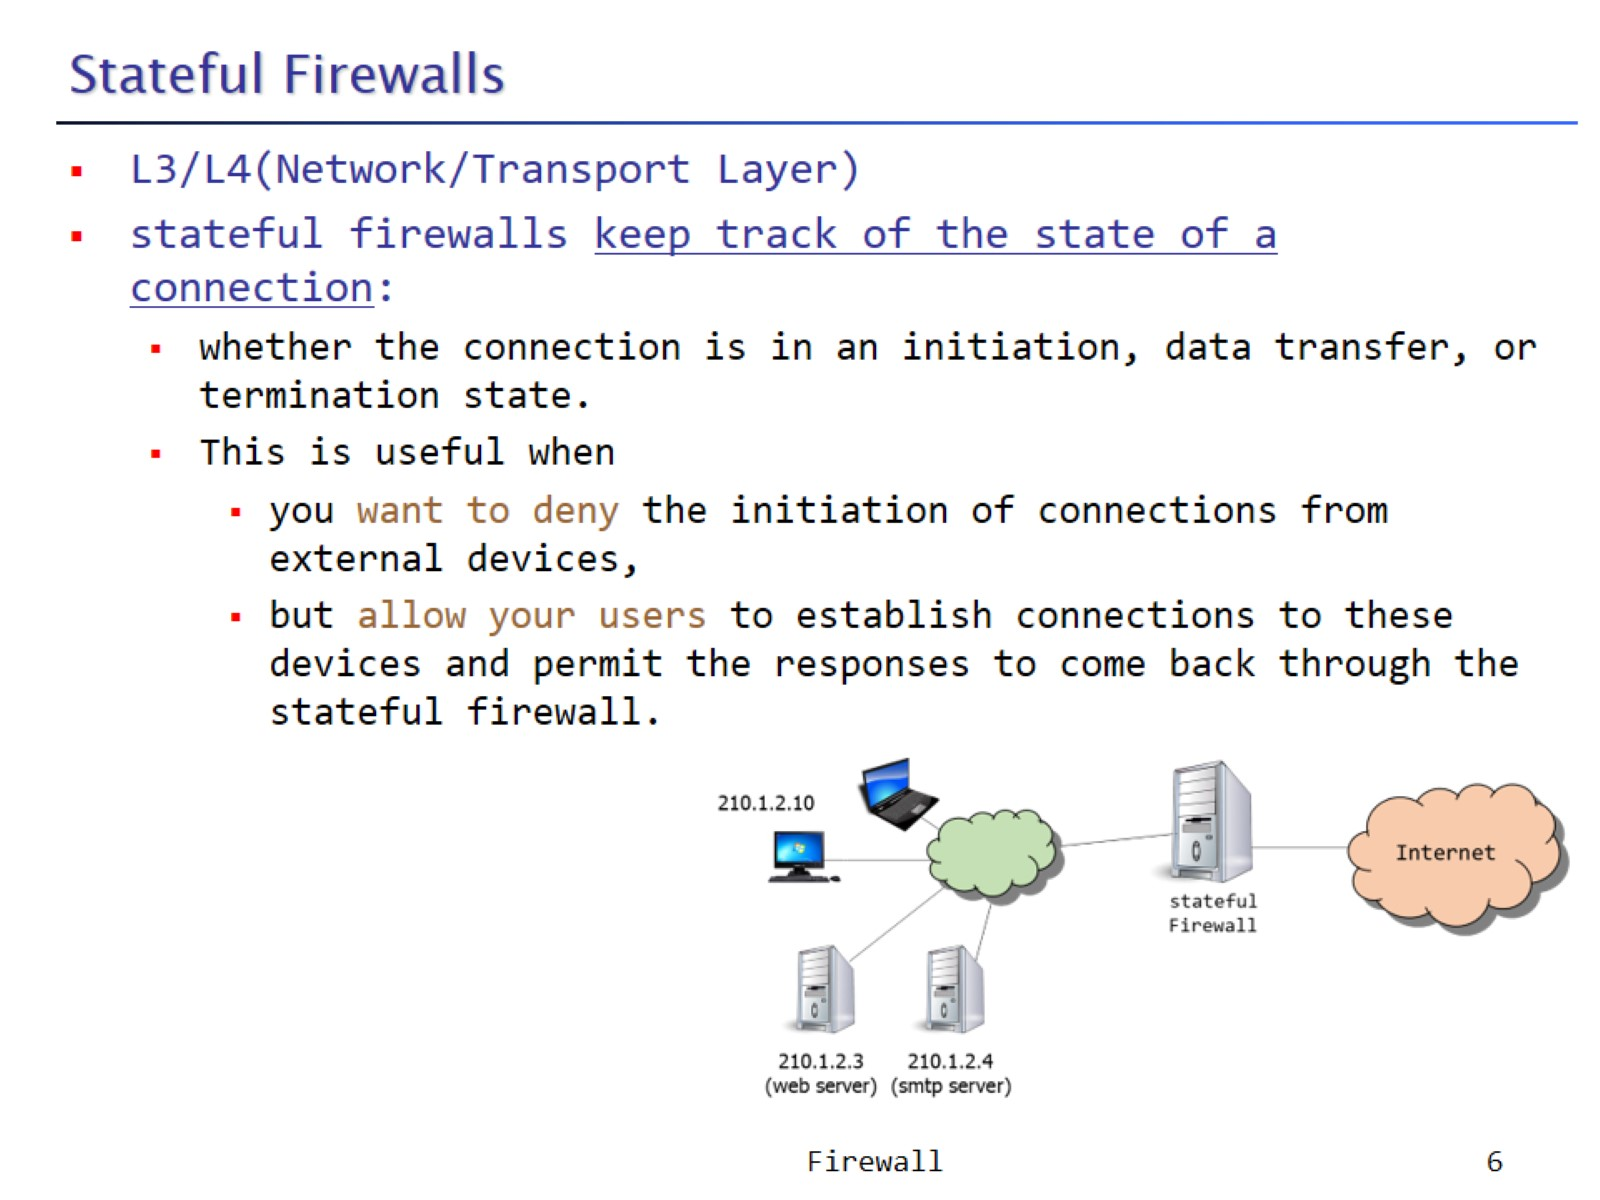 Stateful Firewalls
L3/L4(Network/Transport Layer)
stateful firewalls keep track of the state of a
connection:
whether the connection is in an initiation, data transfer, or
termination state.
This is useful when
you want to deny the initiation of connections from
external devices,
but allow your users to establish connections to these
devices and permit the responses to come back through the
stateful firewall.
210.1.2.10
Internet
stateful
Firewall
210.1.2.3
(web server)
210.1.2.4
(smtp server)
Firewall
6